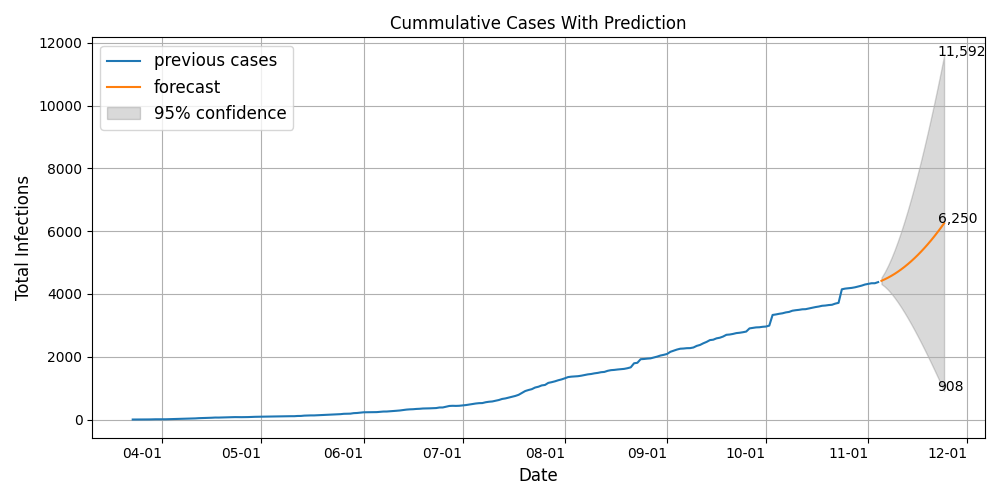 Cummulative Cases With Prediction
12000
10000
8000
6000
4000
2000
0
Total Infections
previous cases
forecast
95% confidence
11,592
6,250
908
04-01 05-01 06-01 07-01 08-01 09-01 10-01 11-01 12-01
Date